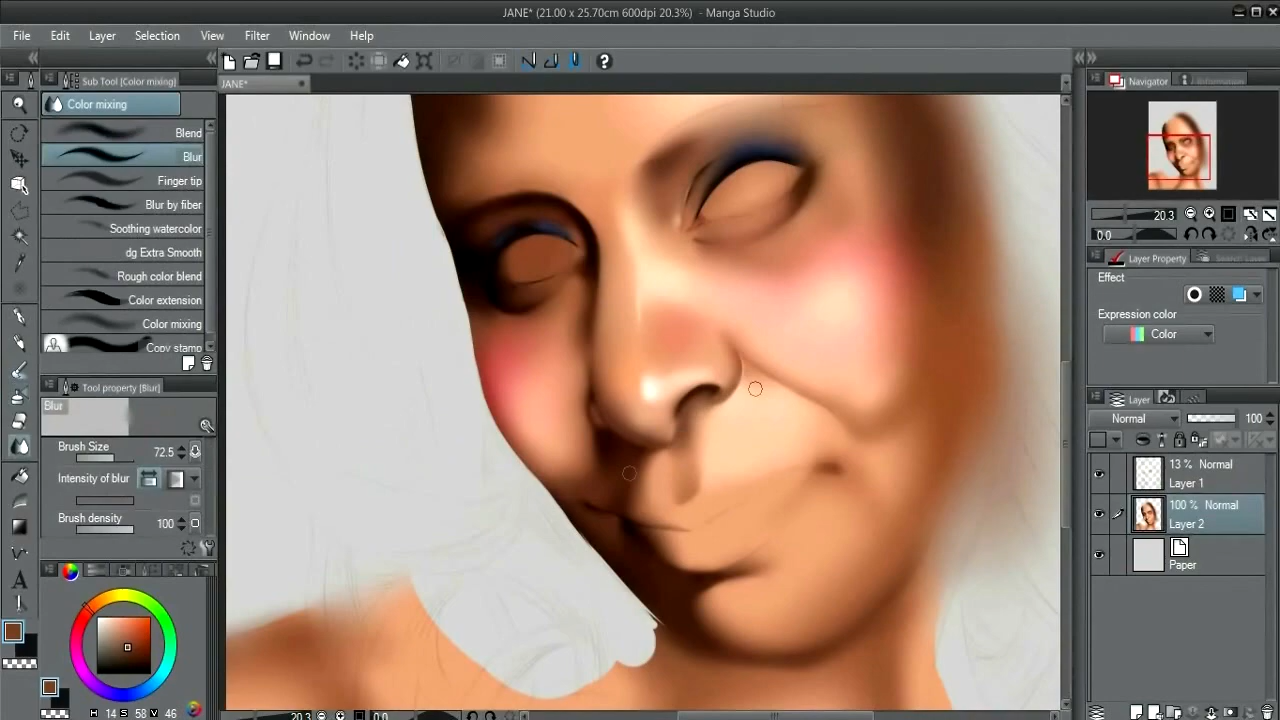 JANE* (21.00 x 25.70cm 600dpi 20.3%) - Manga Studio
File Edit Layer Selection View Filter Window Help
Sub Tool [Color mixing]
Color mixing
Blend
Blur
Finger tip
Blur by fiber
Soothing watercolor
dg Extra Smooth
Rough color blend
Color extension
Color mixing
Copy stamp
Tool property [Blur]
Blur
Brush Size 72.5
Intensity of blur
Brush density 100
H 14 S 58 V 46
JANE*
20.3 0.0
Navigator Information
20.3
0.0
Layer Property Search Layer
Effect
Expression color
Color
Layer
Normal 100
13 % Normal
Layer 1
100 % Normal
Layer 2
Paper